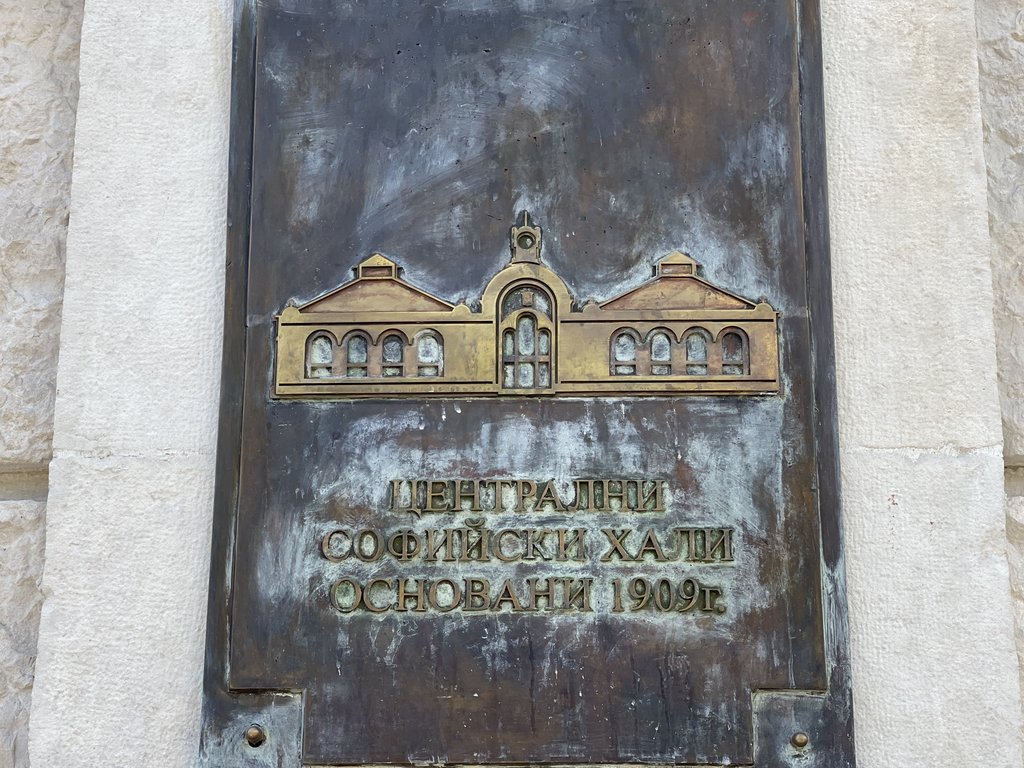 ЦЕНТРАЛНИ
СОФИЙСКИ ХАЛИ
ОСНОВАНИ 1909г.